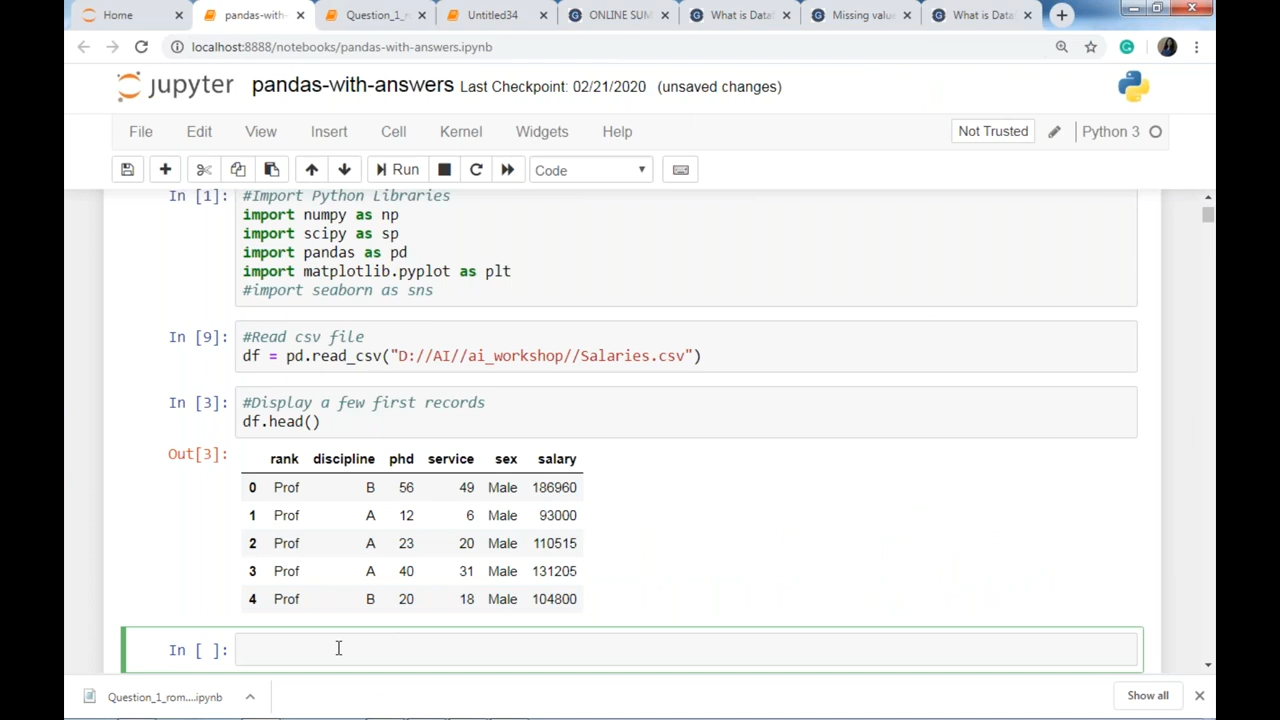 Home
pandas-with-
Question_1_r
Untitled34
ONLINE SUM
What is Data
Missing value
What is Data
localhost:8888/notebooks/pandas-with-answers.ipynb
jupyter pandas-with-answers Last Checkpoint: 02/21/2020 (unsaved changes)
File Edit View Insert Cell Kernel Widgets Help Not Trusted Python 3
Run Code
In [1]: #Import Python Libraries
import numpy as np
import scipy as sp
import pandas as pd
import matplotlib.pyplot as plt
#import seaborn as sns
In [9]: #Read csv file
df = pd.read_csv("D://AI//ai_workshop//Salaries.csv")
In [3]: #Display a few first records
df.head()
Out[3]:
rank discipline phd service sex salary
0 Prof B 56 49 Male 186960
1 Prof A 12 6 Male 93000
2 Prof A 23 20 Male 110515
3 Prof A 40 31 Male 131205
4 Prof B 20 18 Male 104800
In [ ]:
Question_1_rom....ipynb Show all